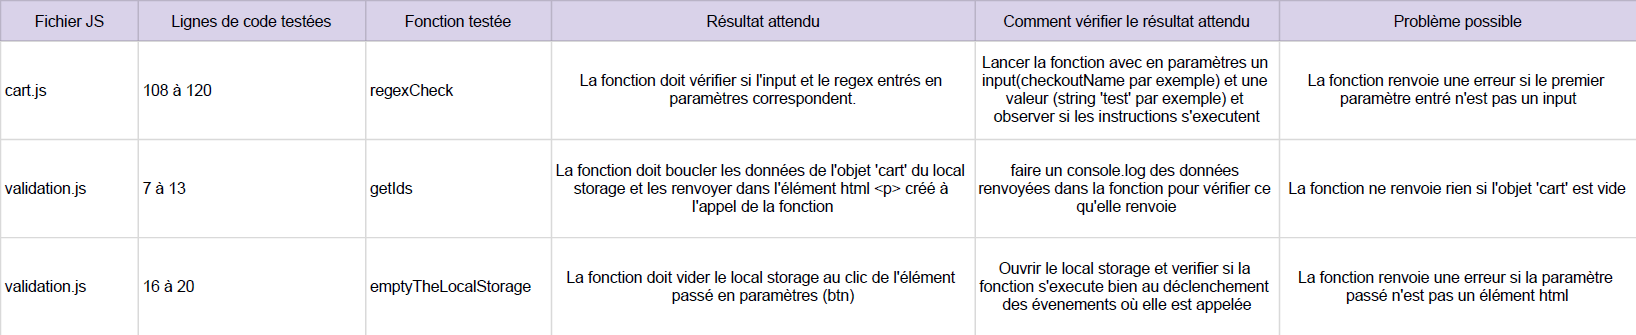 Fichier JS
Lignes de code testées
Fonction testée
Résultat attendu
Comment vérifier le résultat attendu
Problème possible
cart.js
108 à 120
regexCheck
La fonction doit vérifier si l'input et le regex entrés en
paramètres correspondent.
Lancer la fonction avec en paramètres un
input(checkoutName par exemple) et une
valeur (string 'test' par exemple) et
observer si les instructions s'executent
La fonction renvoie une erreur si le premier
paramètre entré n'est pas un input
validation.js
7 à 13
getIds
La fonction doit boucler les données de l'objet 'cart' du local
storage et les renvoyer dans l'élément html <p> créé à
l'appel de la fonction
faire un console.log des données
renvoyées dans la fonction pour vérifier ce
qu'elle renvoie
La fonction ne renvoie rien si l'objet 'cart' est vide
validation.js
16 à 20
emptyTheLocalStorage
La fonction doit vider le local storage au clic de l'élément
passé en paramètres (btn)
Ouvrir le local storage et verifier si la
fonction s'execute bien au déclenchement
des évenements où elle est appelée
La fonction renvoie une erreur si la paramètre
passé n'est pas un élément html